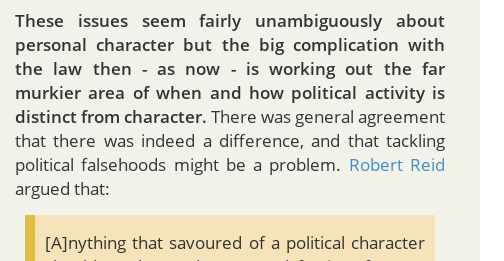 These issues seem fairly unambiguously about
personal character but the big complication with
the law then - as now - is working out the far
murkier area of when and how political activity is
distinct from character. There was general agreement
that there was indeed a difference, and that tackling
political falsehoods might be a problem. Robert Reid
argued that:
[A]nything that savoured of a political character